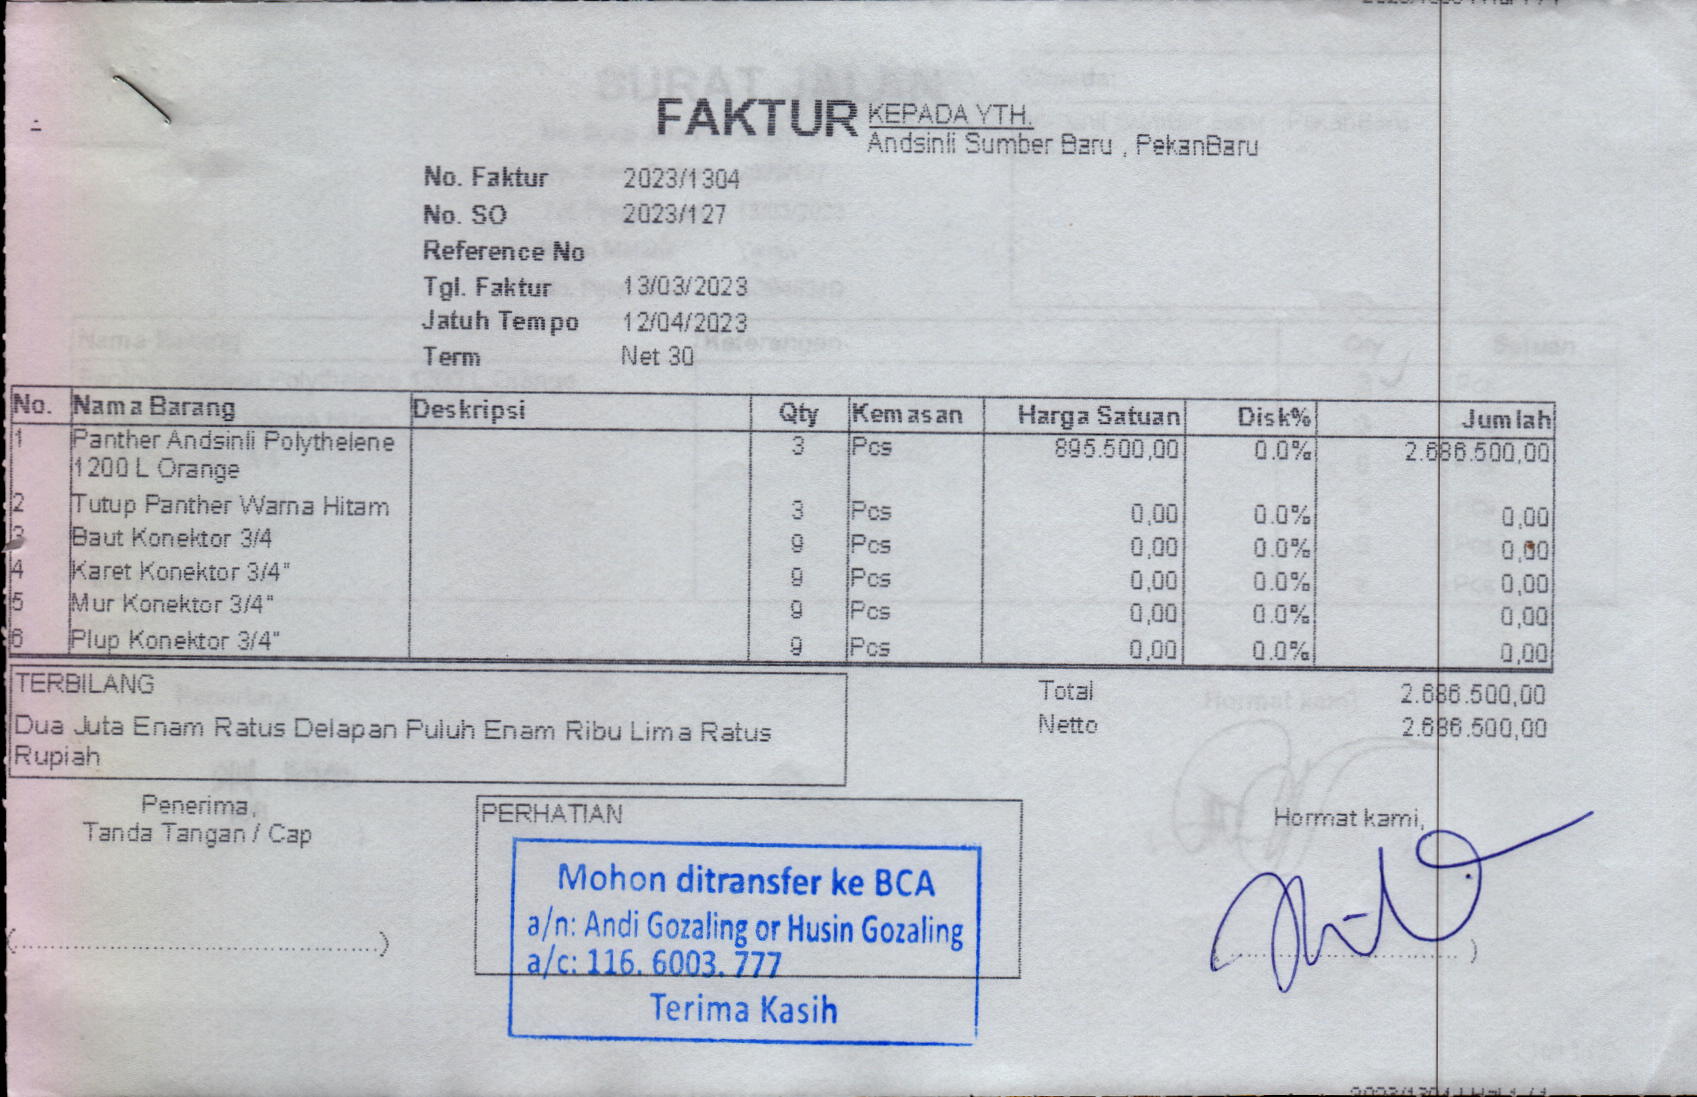 FAKTUR
KEPADA YTH.
Andsinli Sumber Baru , PekanBaru
No. Faktur 2023/1304
No. SO 2023/127
Reference No
Tgl. Faktur 13/03/2023
Jatuh Tempo 12/04/2023
Term Net 30
No. Nama Barang Deskripsi Qty Kemasan Harga Satuan Disk% Jumlah
1 Panther Andsinli Polythelene 3 Pcs 895.500,00 0.0% 2.686.500,00
1200 L Orange
2 Tutup Panther Warna Hitam 3 Pcs 0,00 0.0% 0,00
3 Baut Konektor 3/4 9 Pcs 0,00 0.0% 0,00
4 Karet Konektor 3/4" 9 Pcs 0,00 0.0% 0,00
5 Mur Konektor 3/4" 9 Pcs 0,00 0.0% 0,00
6 Plup Konektor 3/4" 9 Pcs 0,00 0.0% 0,00
TERBILANG
Dua Juta Enam Ratus Delapan Puluh Enam Ribu Lima Ratus
Rupiah
Total 2.686.500,00
Netto 2.686.500,00
Penerima,
Tanda Tangan / Cap
PERHATIAN
Mohon ditransfer ke BCA
a/n: Andi Gozaling or Husin Gozaling
a/c: 116. 6003. 777
Terima Kasih
Hormat kami,